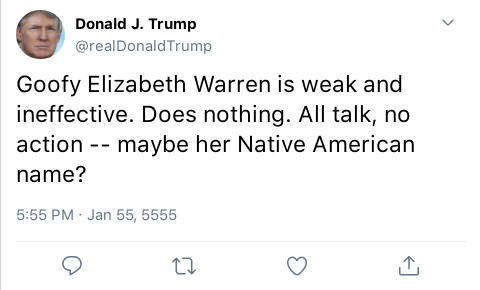 Donald J. Trump
@realDonaldTrump
Goofy Elizabeth Warren is weak and
ineffective. Does nothing. All talk, no
action -- maybe her Native American
name?
5:55 PM · Jan 55, 5555